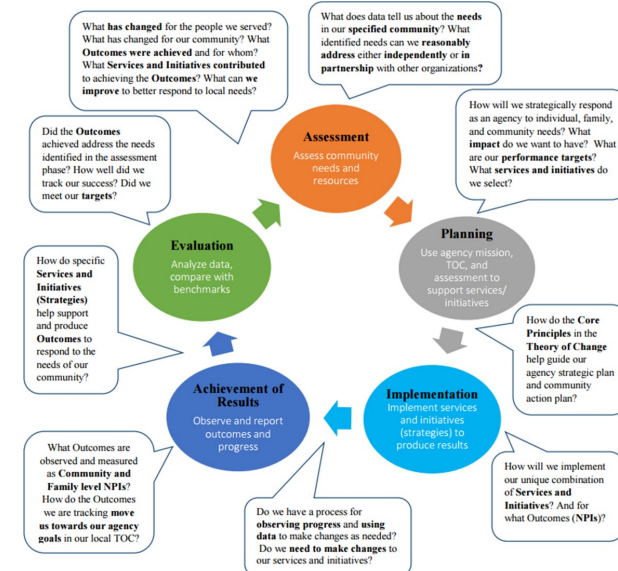 What has changed for the people we served?
What has changed for our community? What
Outcomes were achieved and for whom?
What Services and Initiatives contributed
to achieving the Outcomes? What can we
improve to better respond to local needs?
What does data tell us about the needs
in our specified community? What
identified needs can we reasonably
address either independently or in
partnership with other organizations?
Assessment
Assess community
needs and
resources
How will we strategically respond
as an agency to individual, family,
and community needs? What
impact do we want to have? What
are our performance targets?
What services and initiatives do
we select?
Did the Outcomes
achieved address the needs
identified in the assessment
phase? How well did we
track our success? Did we
meet our targets?
Evaluation
Analyze data,
compare with
benchmarks
Planning
Use agency mission,
TOC, and
assessment to
support services/
initiatives
How do specific
Services and
Initiatives
(Strategies)
help support
and produce
Outcomes to
respond to the
needs of our
community?
How do the Core
Principles in the
Theory of Change
help guide our
agency strategic plan
and community
action plan?
Achievement of
Results
Observe and report
outcomes and
progress
Implementation
Implement services
and initiatives
(strategies) to
produce results
What Outcomes are
observed and measured
as Community and
Family level NPIs?
How do the Outcomes
we are tracking move
us towards our agency
goals in our local TOC?
Do we have a process for
observing progress and using
data to make changes as needed?
Do we need to make changes to
our services and initiatives?
How will we implement
our unique combination
of Services and
Initiatives? And for
what Outcomes (NPIs)?